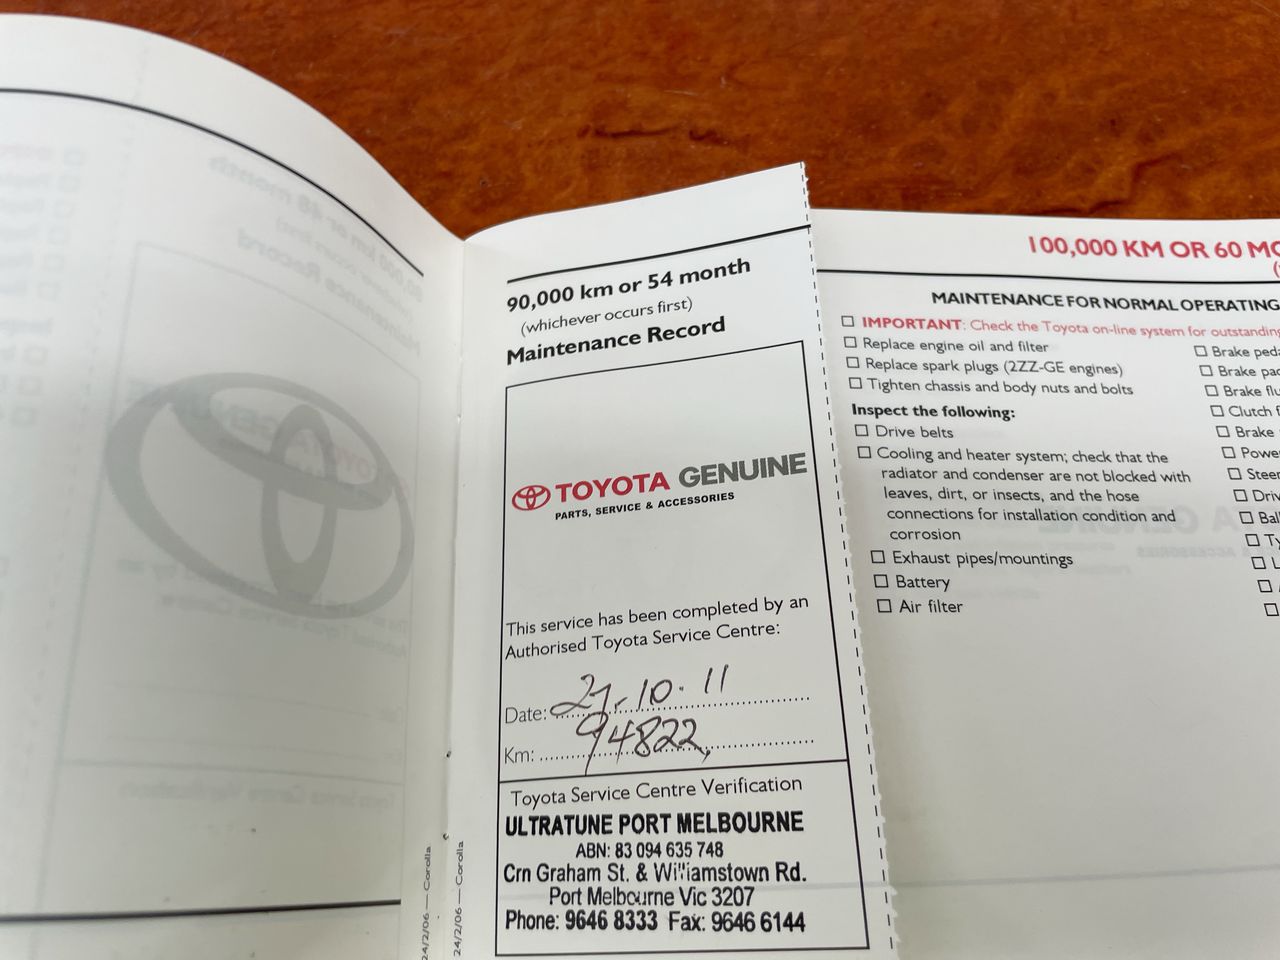 90,000 km or 54 month
(whichever occurs first)
Maintenance Record
TOYOTA GENUINE
PARTS, SERVICE & ACCESSORIES
This service has been completed by an
Authorised Toyota Service Centre:
Date: 27.10.11
Km: 94822
Toyota Service Centre Verification
ULTRATUNE PORT MELBOURNE
ABN: 83 094 635 748
Crn Graham St. & Williamstown Rd.
Port Melbourne Vic 3207
Phone: 9646 8333 Fax: 9646 6144
24/2/06 — Corolla
24/2/06 — Corolla
100,000 KM OR 60 MO
MAINTENANCE FOR NORMAL OPERATING
IMPORTANT: Check the Toyota on-line system for outstanding
Replace engine oil and filter
Replace spark plugs (2ZZ-GE engines)
Tighten chassis and body nuts and bolts
Inspect the following:
Drive belts
Cooling and heater system; check that the
radiator and condenser are not blocked with
leaves, dirt, or insects, and the hose
connections for installation condition and
corrosion
Exhaust pipes/mountings
Battery
Air filter
Brake peda
Brake pad
Brake flu
Clutch f
Brake
Powe
Steer
Driv
Bal
Ty